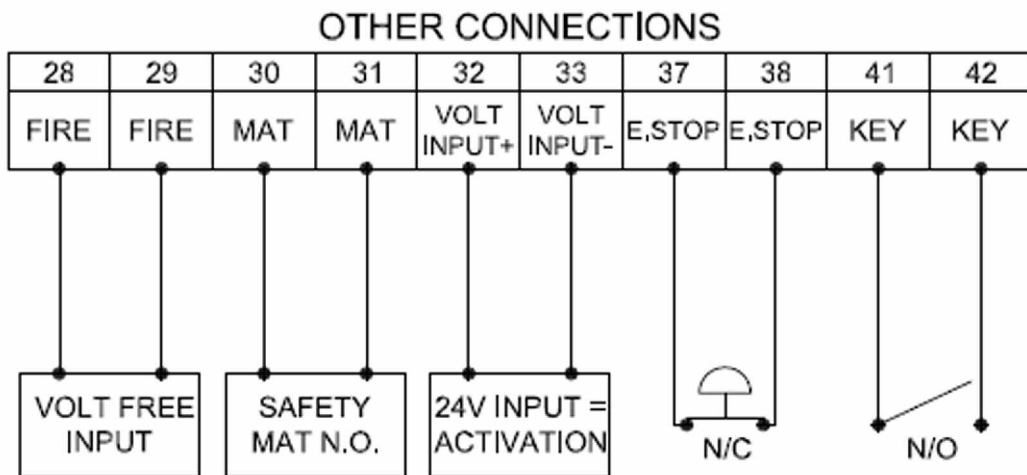 OTHER CONNECTIONS
28 29 30 31 32 33 37 38 41 42
FIRE FIRE MAT MAT VOLT INPUT+ VOLT INPUT- E.STOP E.STOP KEY KEY
VOLT FREE INPUT
SAFETY MAT N.O.
24V INPUT = ACTIVATION
N/C
N/O